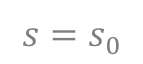 s = s₀